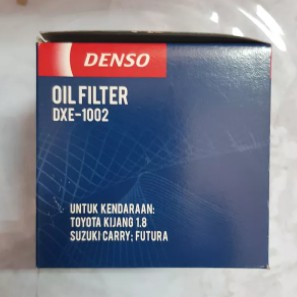 DENSO
OIL FILTER
DXE-1002
UNTUK KENDARAAN:
TOYOTA KIJANG 1.8
SUZUKI CARRY; FUTURA